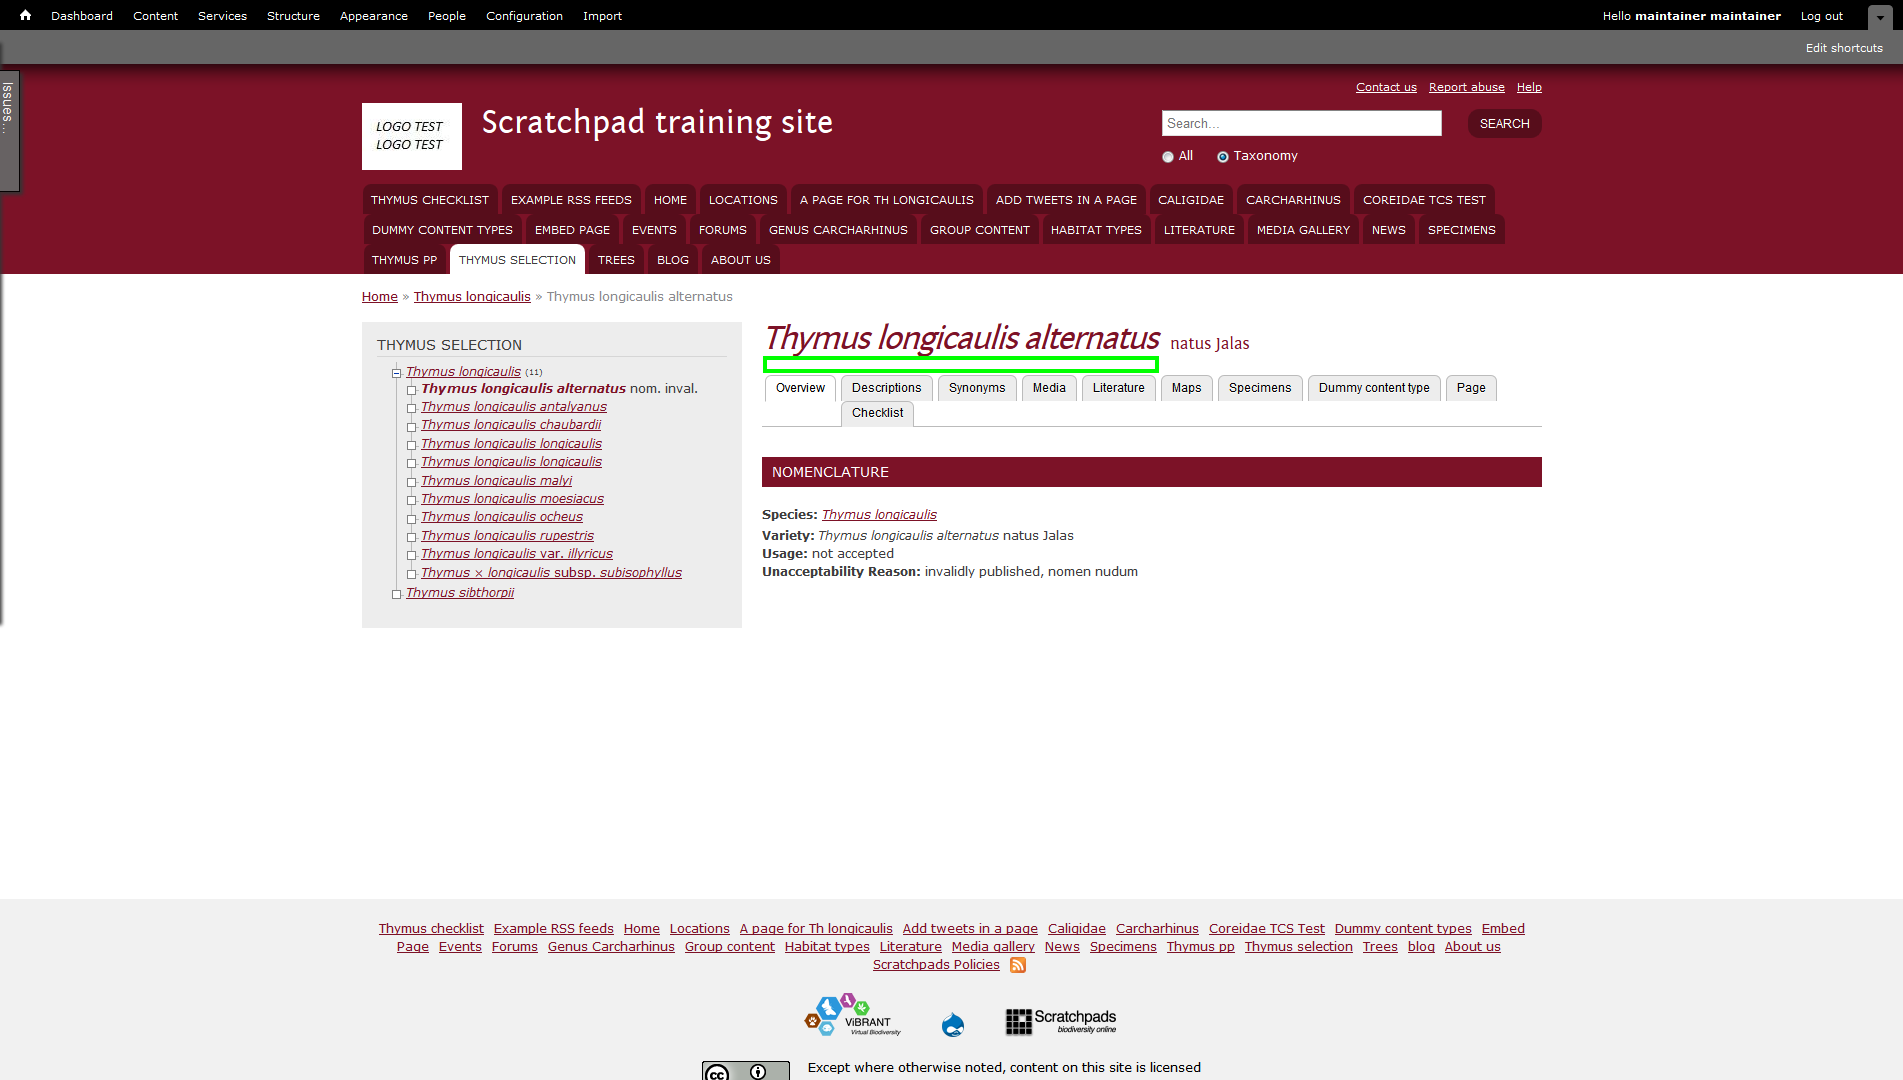 Dashboard Content Services Structure Appearance People Configuration Import Hello maintainer maintainer Log out
Edit shortcuts
Issues...
Contact us Report abuse Help
LOGO TEST
LOGO TEST
Scratchpad training site
Search... SEARCH
All Taxonomy
THYMUS CHECKLIST EXAMPLE RSS FEEDS HOME LOCATIONS A PAGE FOR TH LONGICAULIS ADD TWEETS IN A PAGE CALIGIDAE CARCHARHINUS COREIDAE TCS TEST
DUMMY CONTENT TYPES EMBED PAGE EVENTS FORUMS GENUS CARCHARHINUS GROUP CONTENT HABITAT TYPES LITERATURE MEDIA GALLERY NEWS SPECIMENS
THYMUS PP THYMUS SELECTION TREES BLOG ABOUT US
Home » Thymus longicaulis » Thymus longicaulis alternatus
THYMUS SELECTION
Thymus longicaulis (11)
Thymus longicaulis alternatus nom. inval.
Thymus longicaulis antalyanus
Thymus longicaulis chaubardii
Thymus longicaulis longicaulis
Thymus longicaulis longicaulis
Thymus longicaulis malyi
Thymus longicaulis moesiacus
Thymus longicaulis ocheus
Thymus longicaulis rupestris
Thymus longicaulis var. illyricus
Thymus × longicaulis subsp. subisophyllus
Thymus sibthorpii
Thymus longicaulis alternatus natus Jalas
Overview Descriptions Synonyms Media Literature Maps Specimens Dummy content type Page
Checklist
NOMENCLATURE
Species: Thymus longicaulis
Variety: Thymus longicaulis alternatus natus Jalas
Usage: not accepted
Unacceptability Reason: invalidly published, nomen nudum
Thymus checklist Example RSS feeds Home Locations A page for Th longicaulis Add tweets in a page Caligidae Carcharhinus Coreidae TCS Test Dummy content types Embed
Page Events Forums Genus Carcharhinus Group content Habitat types Literature Media gallery News Specimens Thymus pp Thymus selection Trees blog About us
Scratchpads Policies
ViBRANT
Virtual Biodiversity
Scratchpads
biodiversity online
cc
Except where otherwise noted, content on this site is licensed